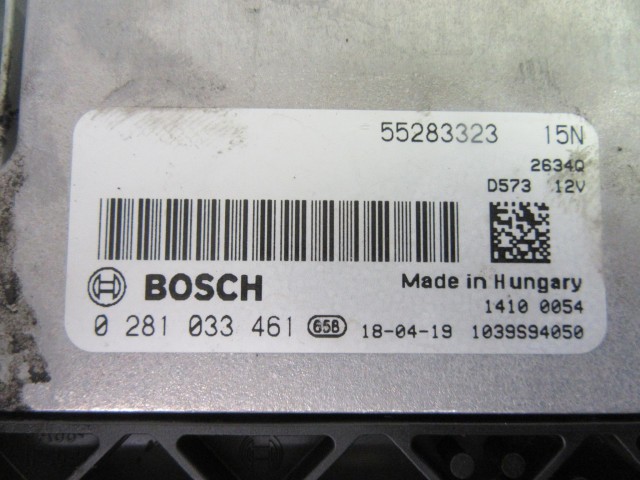 55283323 15N
2634Q
D573 12V
BOSCH
Made in Hungary
1410 0054
0 281 033 461 658 18-04-19 1039S94050